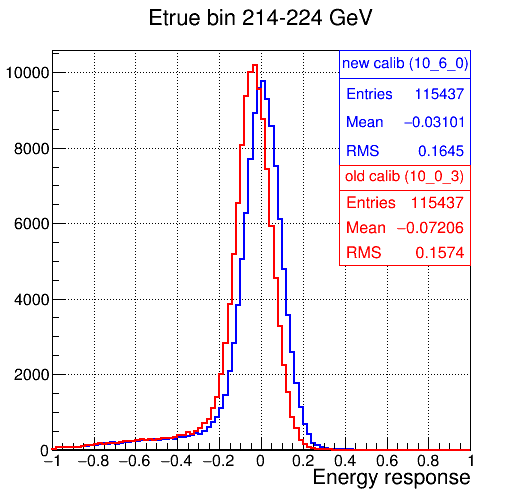 Etrue bin 214-224 GeV
new calib (10_6_0)
Entries 115437
Mean −0.03101
RMS 0.1645
old calib (10_0_3)
Entries 115437
Mean −0.07206
RMS 0.1574
10000
8000
6000
4000
2000
0
−1 −0.8 −0.6 −0.4 −0.2 0 0.2 0.4 0.6 0.8 1
Energy response